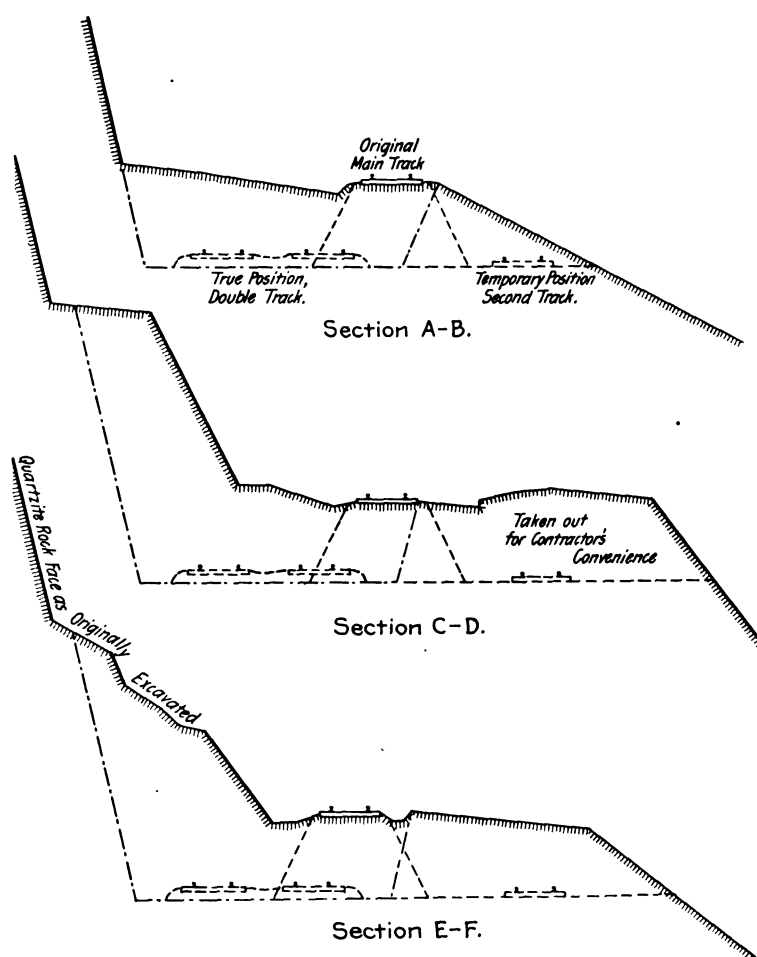 Original
Main Track
True Position,
Double Track.
Temporary Position
Second Track.
Section A-B.
Taken out
for Contractor's
Convenience
Section C-D.
Quartzite Rock Face as
Originally
Excavated
Section E-F.